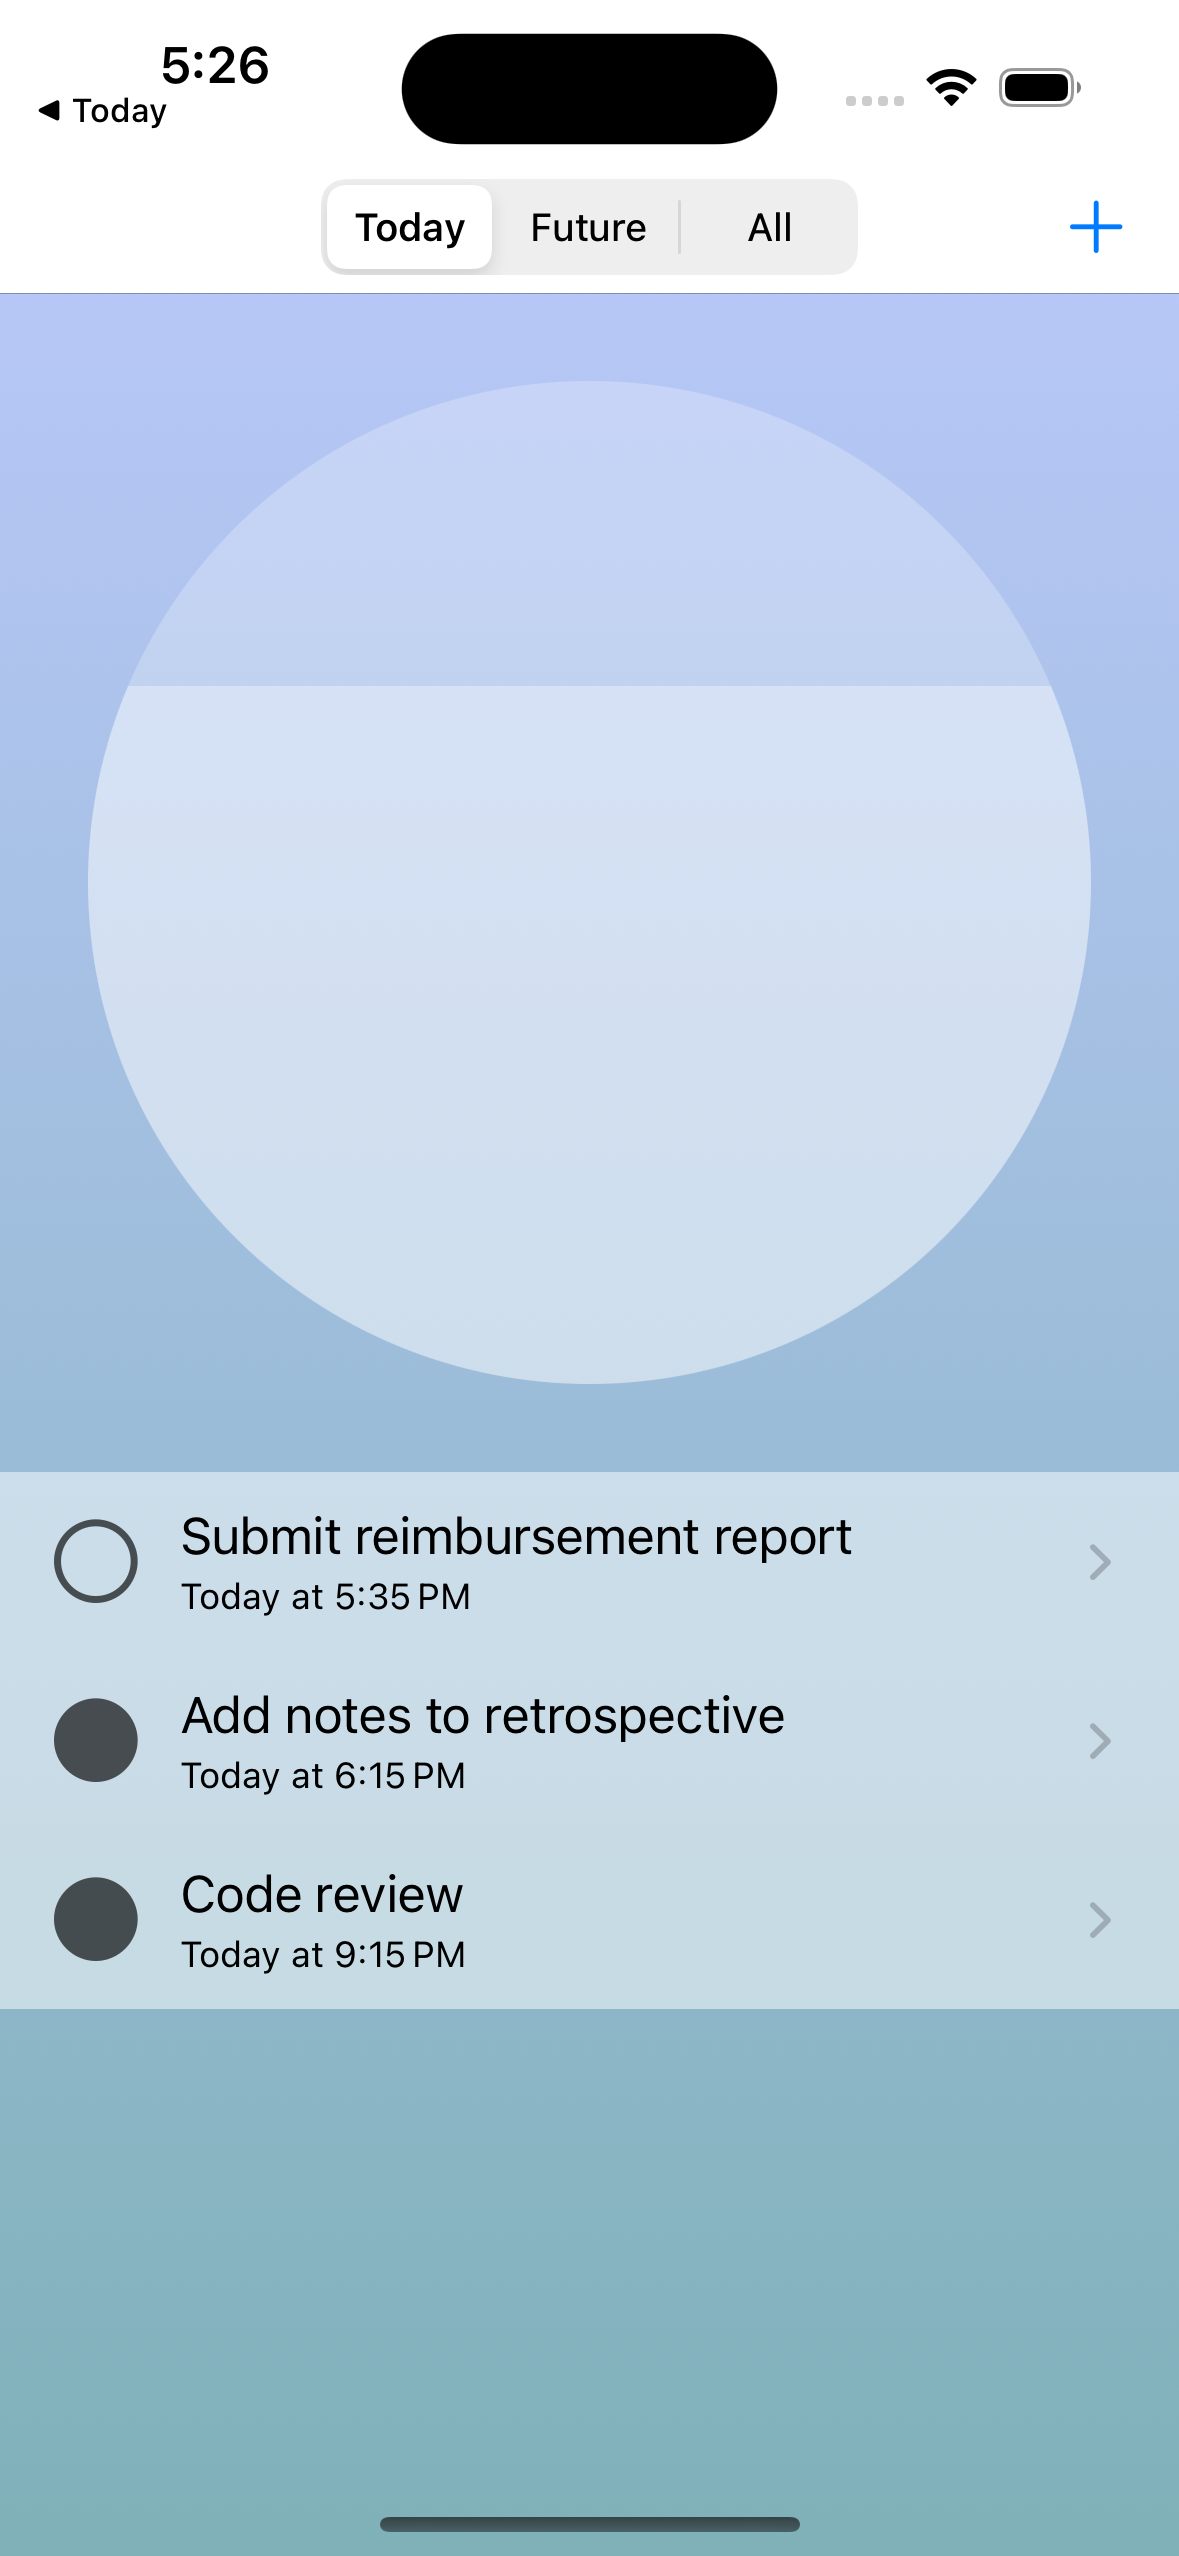 5:26
◀ Today
Today Future All
Submit reimbursement report
Today at 5:35 PM
Add notes to retrospective
Today at 6:15 PM
Code review
Today at 9:15 PM